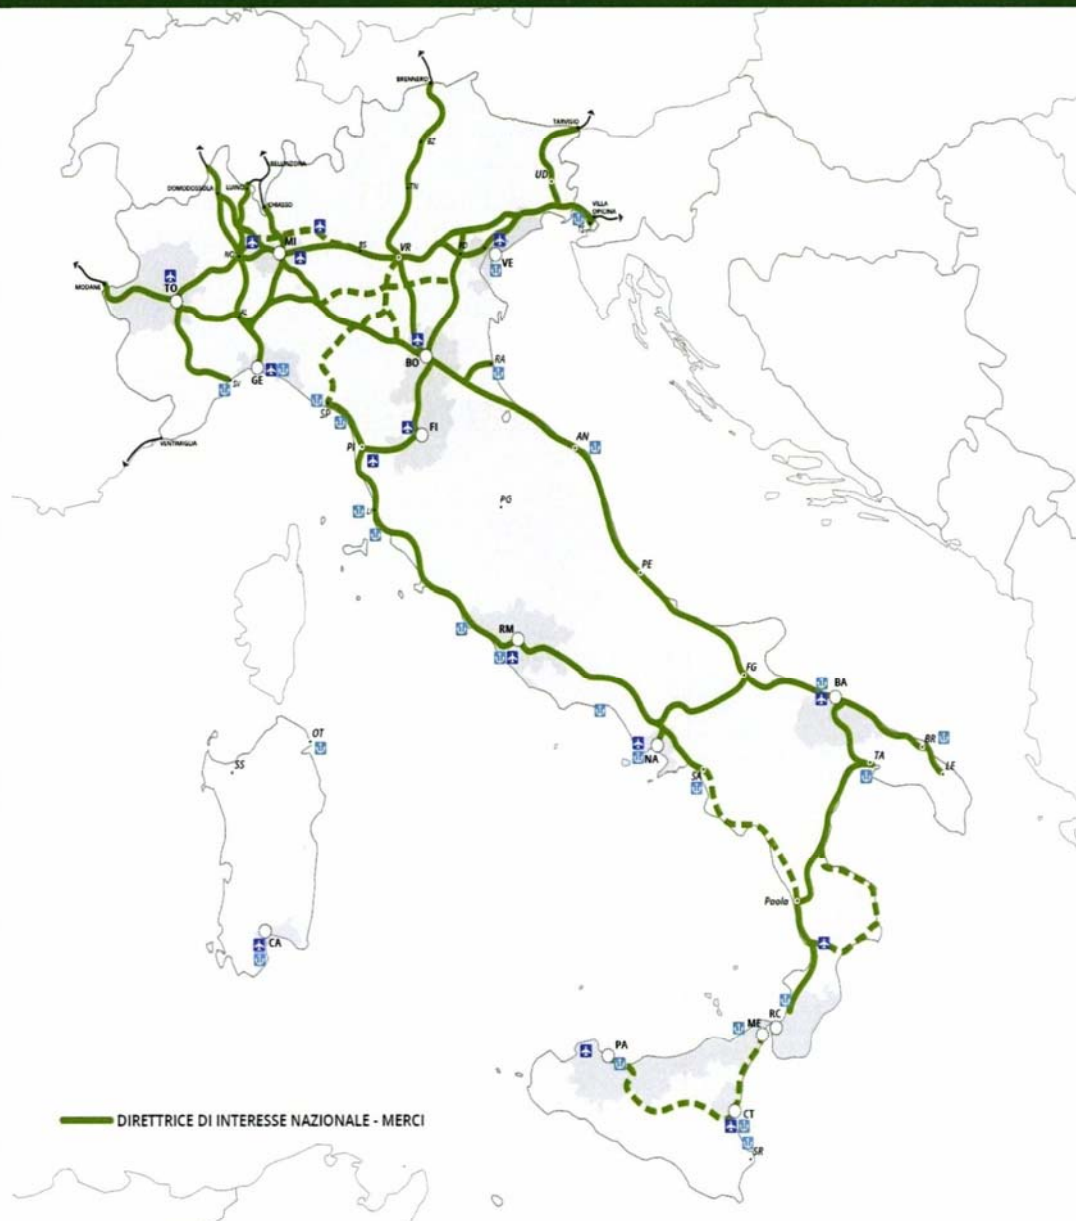 BRENNERO
TARVISIO
BZ
BELLINZONA
DOMODOSSOLA
LUINO
UD
TN
CHIASSO
VILLA
OPICINA
MI
BS
VR
PD
VE
NO
MODANE
TO
AL
BO
RA
GE
SV
SP
FI
PI
AN
VENTIMIGLIA
PG
LI
PE
RM
FG
BA
OT
BR
NA
TA
LE
SS
SA
Paola
CA
RC
ME
PA
CT
DIRETTRICE DI INTERESSE NAZIONALE - MERCI
SR